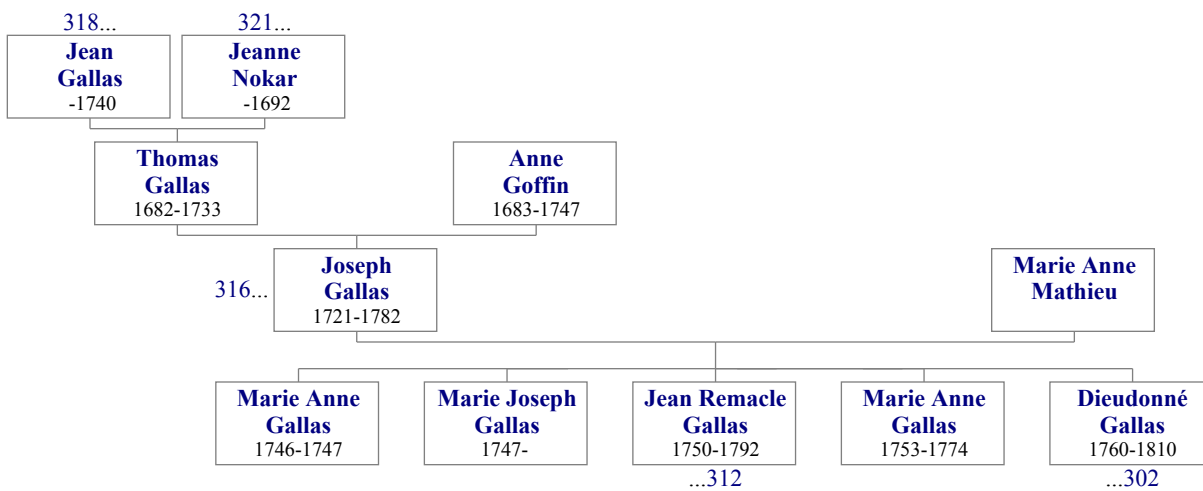 318...
Jean
Gallas
-1740
321...
Jeanne
Nokar
-1692
Thomas
Gallas
1682-1733
Anne
Goffin
1683-1747
316...
Joseph
Gallas
1721-1782
Marie Anne
Mathieu
Marie Anne
Gallas
1746-1747
Marie Joseph
Gallas
1747-
Jean Remacle
Gallas
1750-1792
...312
Marie Anne
Gallas
1753-1774
Dieudonné
Gallas
1760-1810
...302